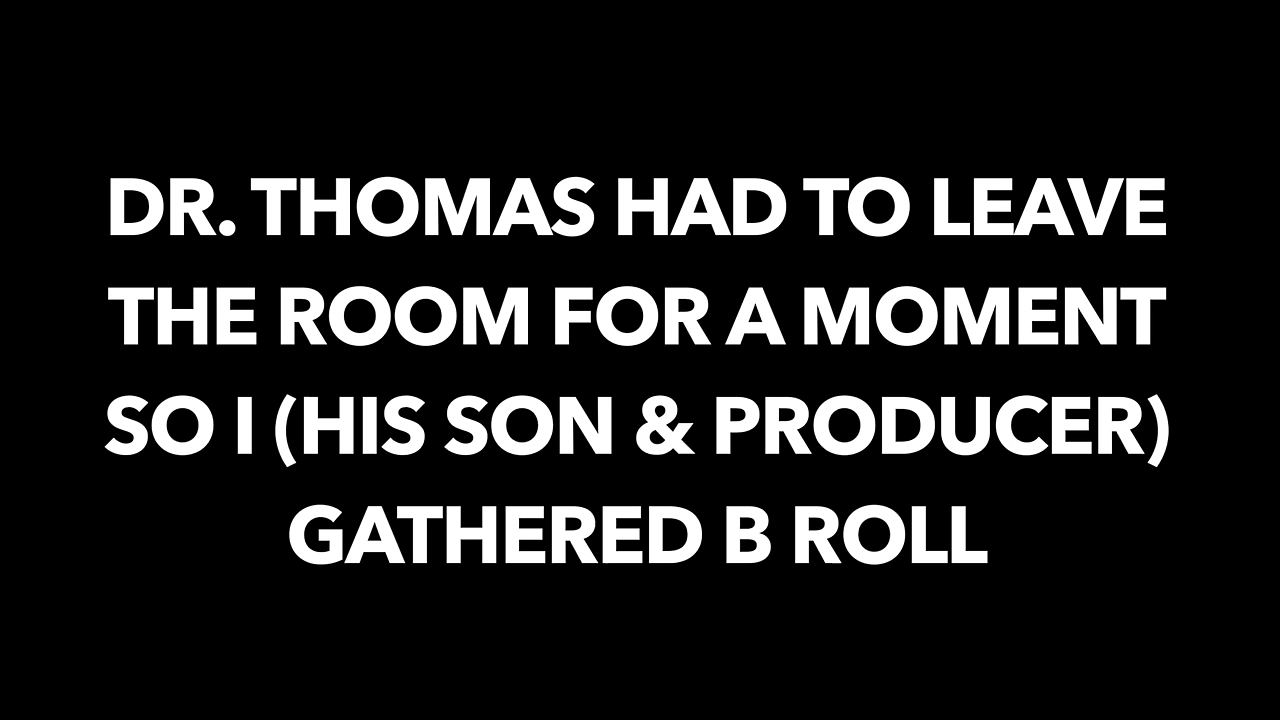 DR. THOMAS HAD TO LEAVE
THE ROOM FOR A MOMENT
SO I (HIS SON & PRODUCER)
GATHERED B ROLL